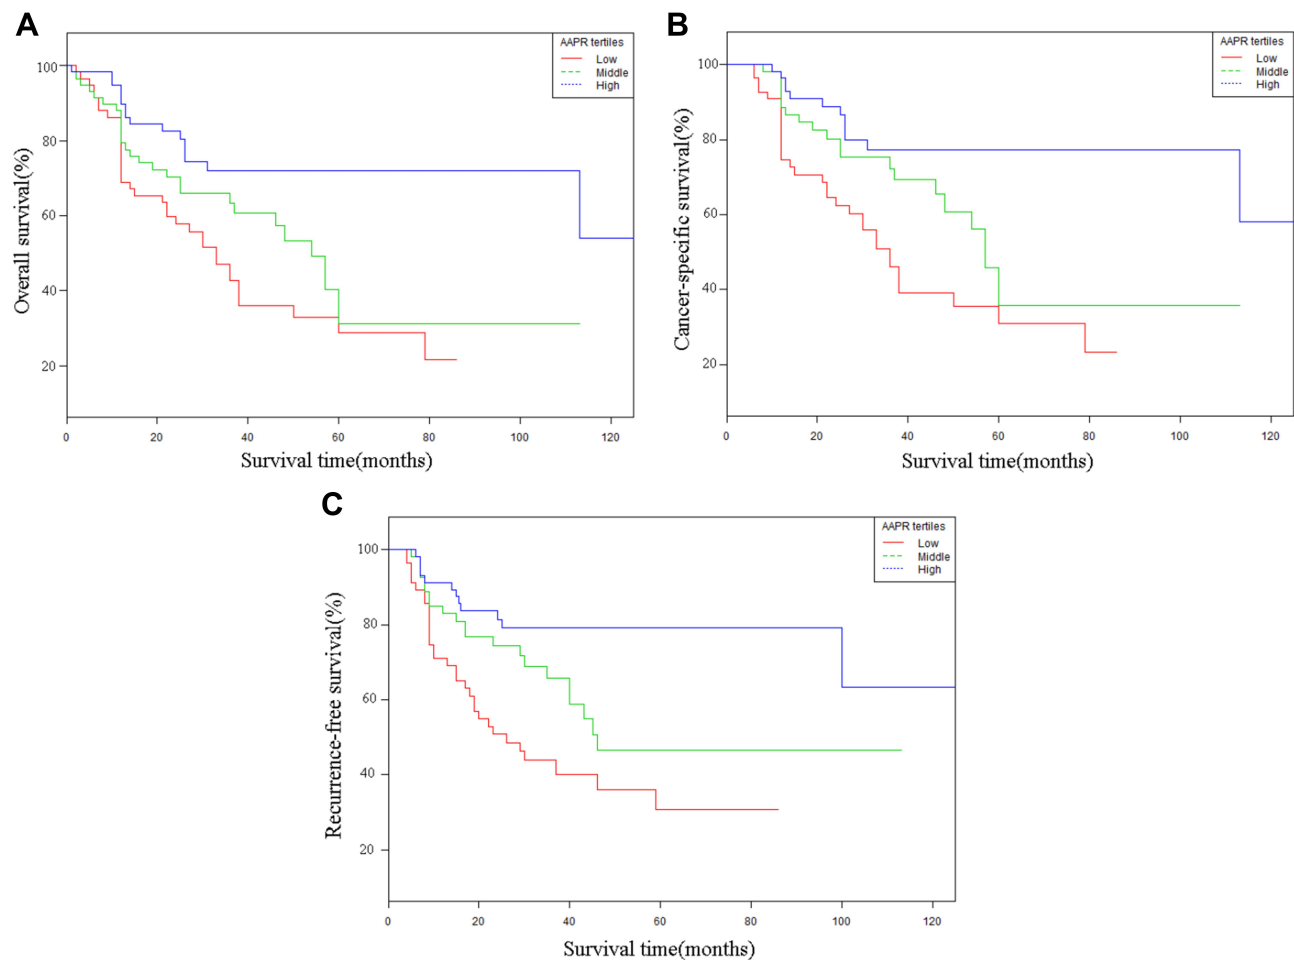 A
AAPR tertiles
Low
Middle
High
Overall survival(%)
100
80
60
40
20
0 20 40 60 80 100 120
Survival time(months)
B
AAPR tertiles
Low
Middle
High
Cancer-specific survival(%)
100
80
60
40
20
0 20 40 60 80 100 120
Survival time(months)
C
AAPR tertiles
Low
Middle
High
Recurrence-free survival(%)
100
80
60
40
20
0 20 40 60 80 100 120
Survival time(months)